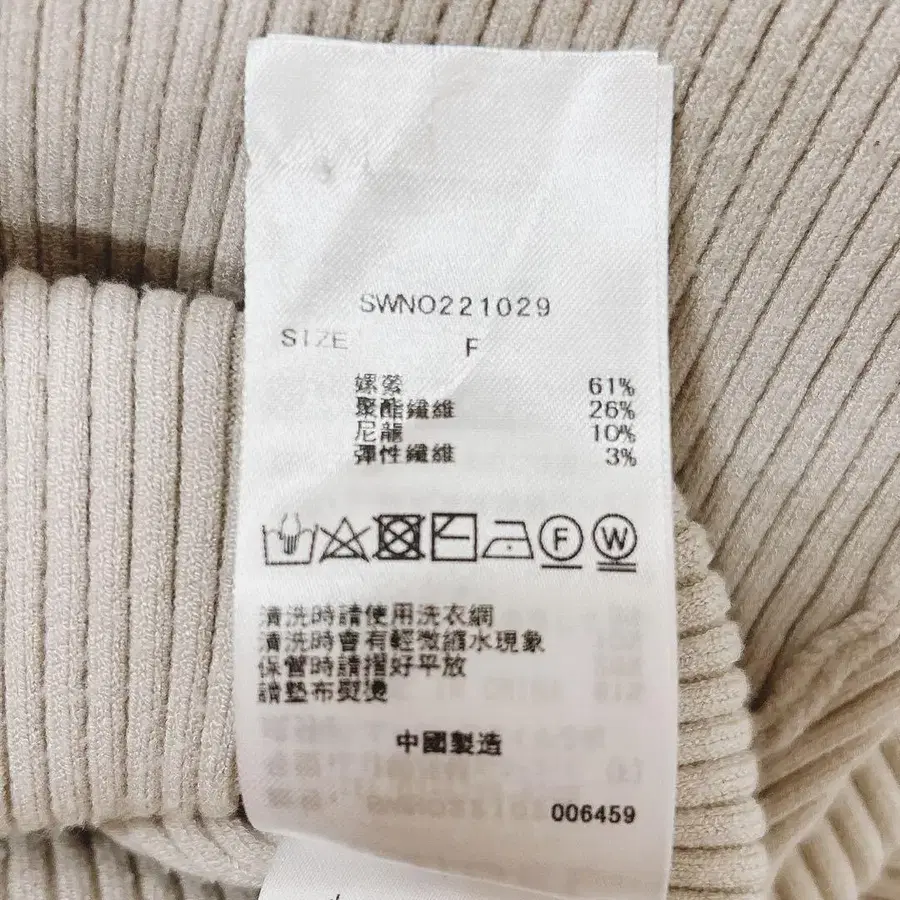 SWNO221029
SIZE F
嫘縈 61%
聚酯纖維 26%
尼龍 10%
彈性纖維 3%
F
W
清洗時請使用洗衣網
清洗時會有輕微縮水現象
保管時請摺好平放
請墊布熨燙
中國製造
006459